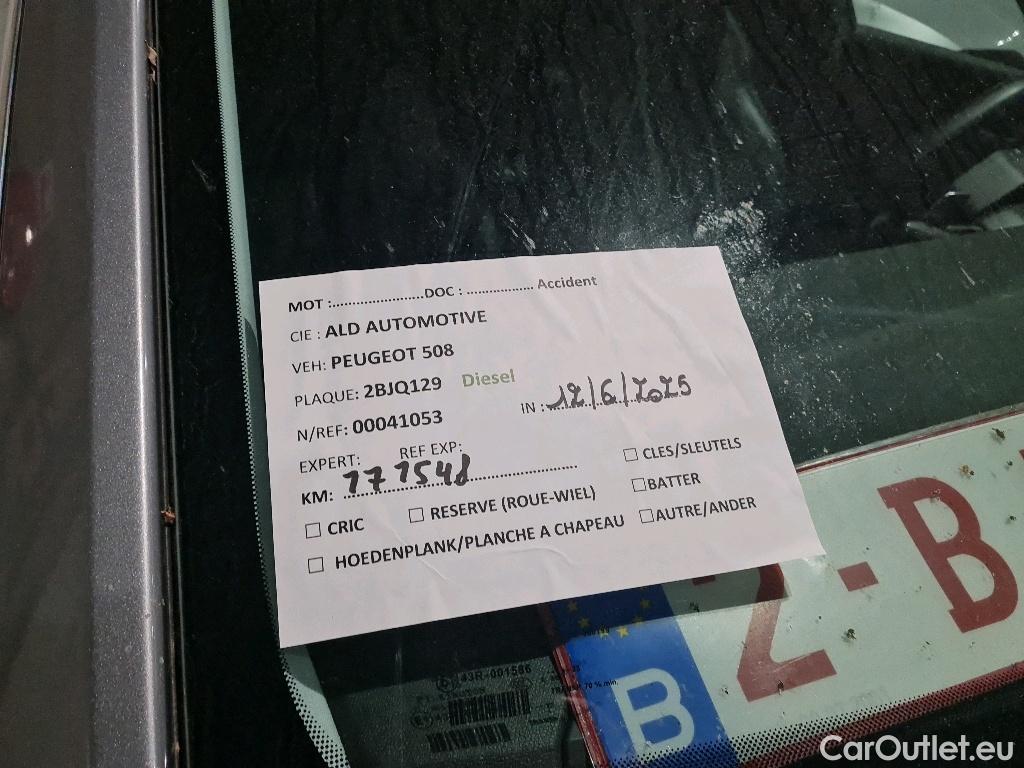 MOT :........................DOC : .................. Accident
CIE : ALD AUTOMOTIVE
VEH: PEUGEOT 508
PLAQUE: 2BJQ129 Diesel
N/REF: 00041053 IN : 12/6/2025
EXPERT: REF EXP:
KM: 171548
☐ CLES/SLEUTELS
☐ CRIC ☐ RESERVE (ROUE-WIEL) ☐BATTER
☐ HOEDENPLANK/PLANCHE A CHAPEAU ☐AUTRE/ANDER
2-B
B
43R-001586
CarOutlet.eu